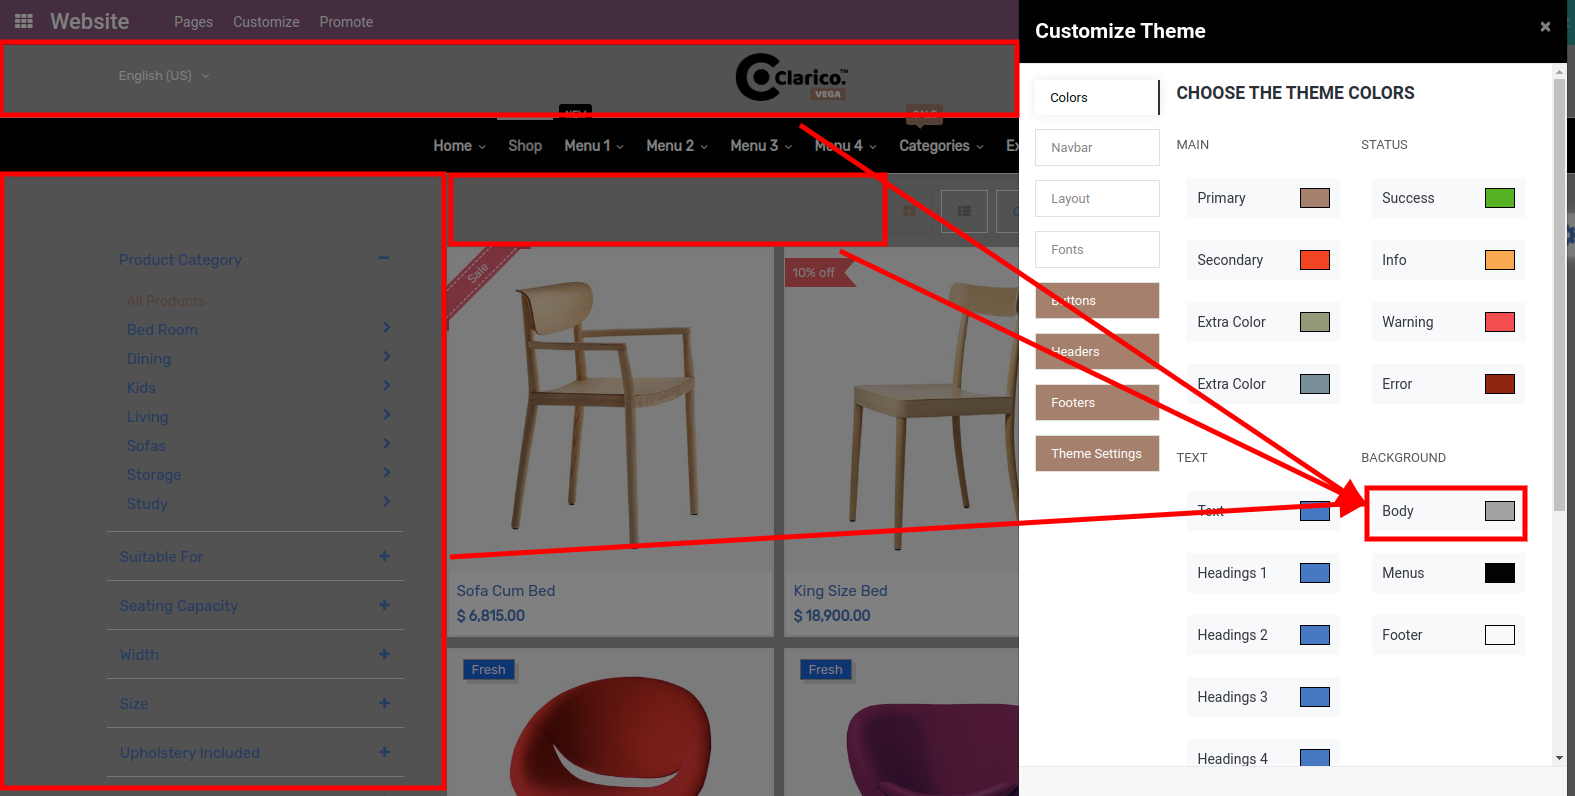 Website
Pages
Customize
Promote
English (US)
Clarico.™
VEGA
NEW
SALE
Home
Shop
Menu 1
Menu 2
Menu 3
Menu 4
Categories
Product Category
All Products
Bed Room
Dining
Kids
Living
Sofas
Storage
Study
Suitable For
Seating Capacity
Width
Size
Upholstery Included
Sale
10% off
Sofa Cum Bed
$ 6,815.00
King Size Bed
$ 18,900.00
Fresh
Fresh
Customize Theme
×
Colors
Navbar
Layout
Fonts
Buttons
Headers
Footers
Theme Settings
CHOOSE THE THEME COLORS
MAIN
Primary
Secondary
Extra Color
Extra Color
STATUS
Success
Info
Warning
Error
TEXT
Text
Headings 1
Headings 2
Headings 3
Headings 4
BACKGROUND
Body
Menus
Footer